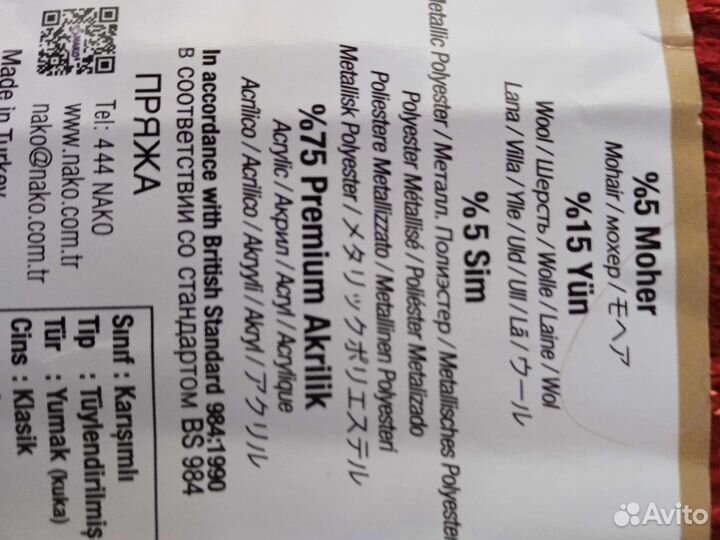 %5 Moher
Mohair / мохер / モヘア
%15 Yün
Wool / Шерсть / Wolle / Laine / Wol
Lana / Villa / Ylle / Uld / Ull / Lã / ウール
%5 Sim
Metallic Polyester / Металл. Полиэстер / Metallisches Polyester
Polyester Métallisé / Poliéster Metalizado
Poliestere Metallizzato / Metallinen Polyesteri
Metallisk Polyester / メタリックポリエステル
%75 Premium Akrilik
Acrylic / Акрил / Acryl / Acrylique
Acrilico / Acrílico / Akryyli / Akryl / アクリル
In accordance with British Standard 984:1990
В СООТВЕТСТВИИ СО СТАНДАРТОМ BS 984
ПРЯЖА
Tel: 444 NAKO
www.nako.com.tr
nako@nako.com.tr
Made in Turkey
Sınıf : Karışımlı
Tip : Tüylendirilmiş
Tür : Yumak (kuka)
Cins : Klasik
Avito